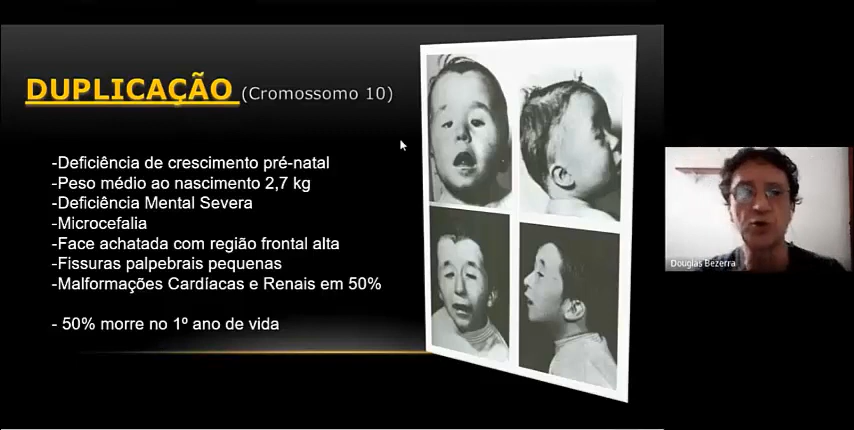 DUPLICAÇÃO (Cromossomo 10)
-Deficiência de crescimento pré-natal
-Peso médio ao nascimento 2,7 kg
-Deficiência Mental Severa
-Microcefalia
-Face achatada com região frontal alta
-Fissuras palpebrais pequenas
-Malformações Cardíacas e Renais em 50%
- 50% morre no 1º ano de vida
Douglas Bezerra